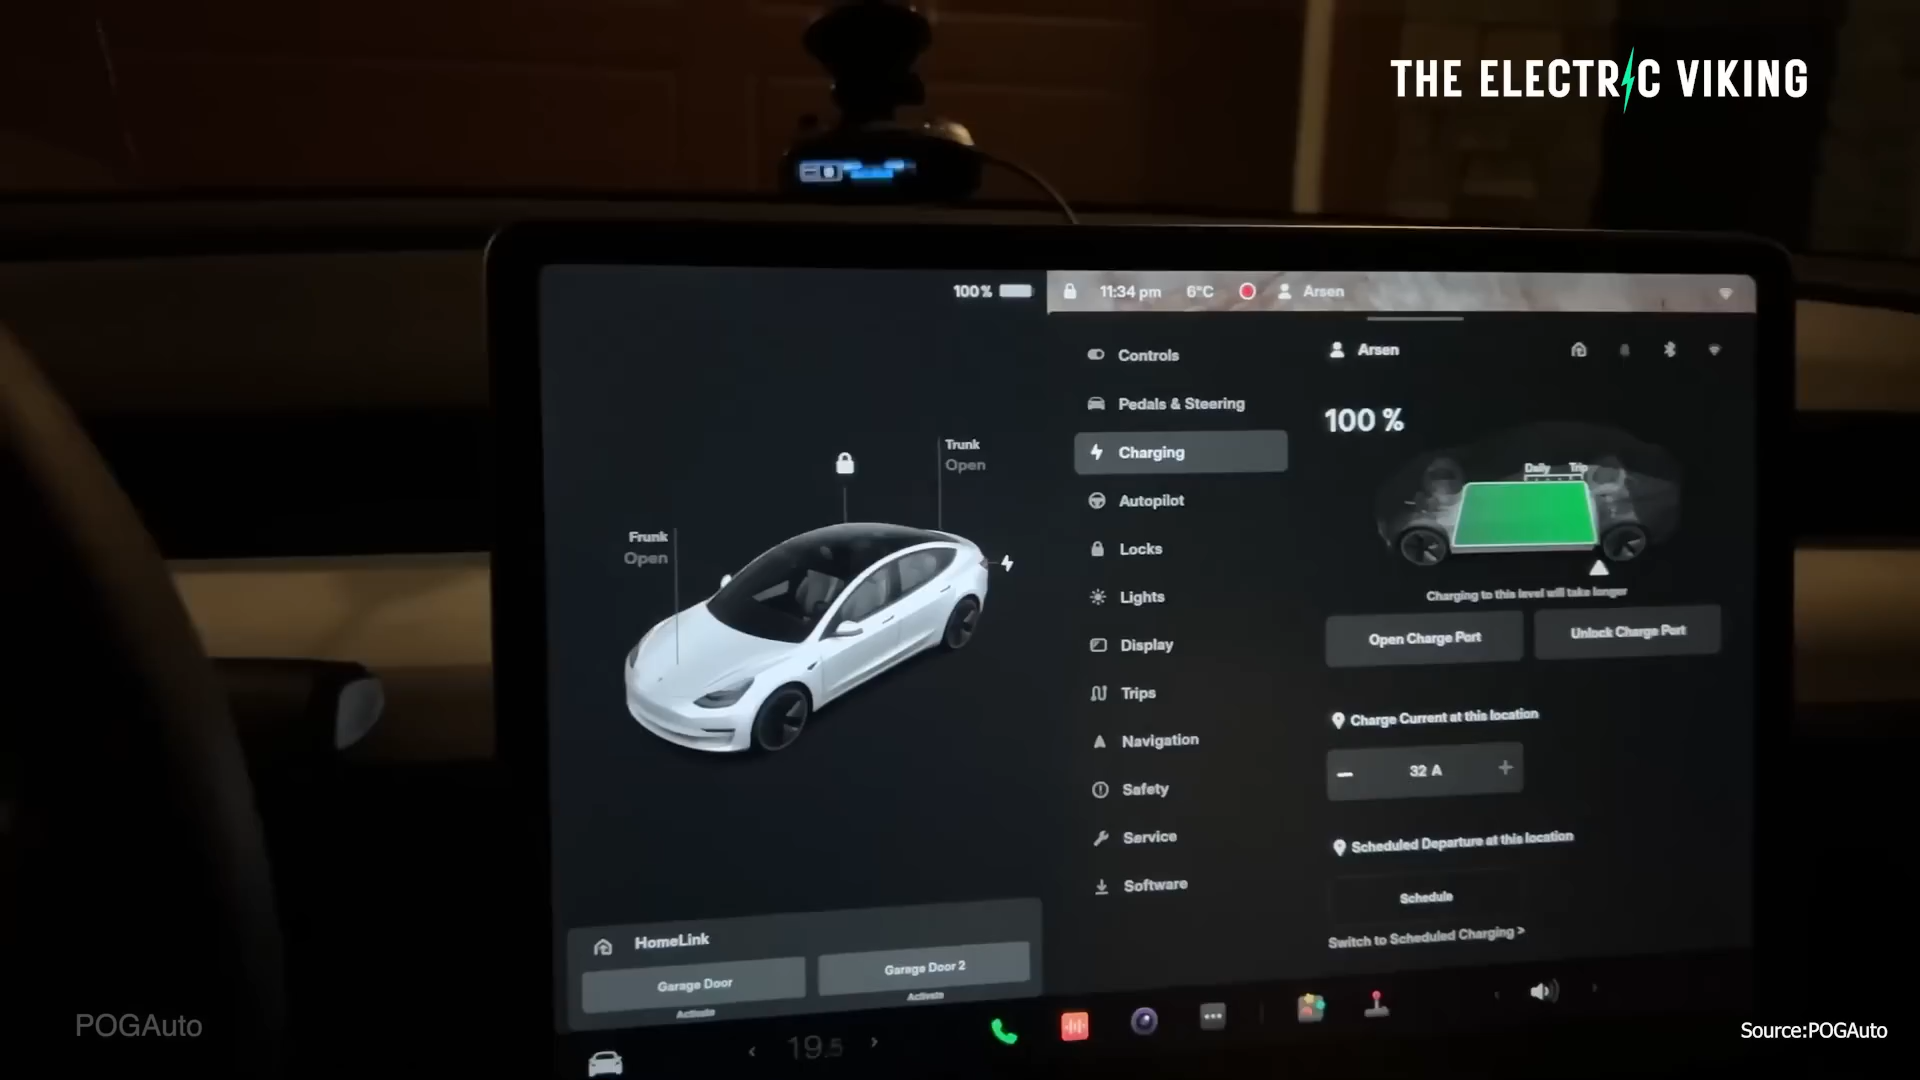 THE ELECTRIC VIKING
100 %
11:34 pm 6°C Arsen
Controls
Pedals & Steering
Charging
Autopilot
Locks
Lights
Display
Trips
Navigation
Safety
Service
Software
Arsen
100 %
Daily Trip
Charging to this level will take longer
Open Charge Port
Unlock Charge Port
Charge Current at this location
32 A
Scheduled Departure at this location
Schedule
Switch to Scheduled Charging >
Trunk
Open
Frunk
Open
HomeLink
Garage Door
Activate
Garage Door 2
Activate
19.5
POGAuto
Source:POGAuto